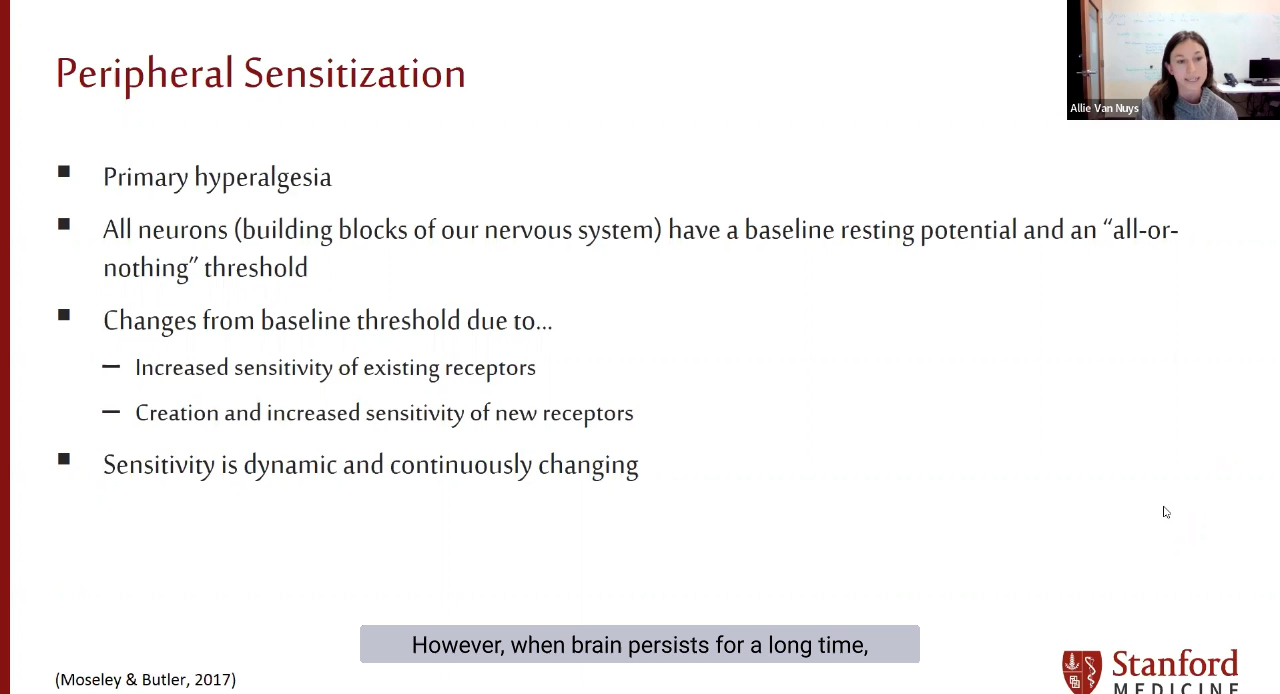 Peripheral Sensitization
Allie Van Nuys
■ Primary hyperalgesia
■ All neurons (building blocks of our nervous system) have a baseline resting potential and an “all-or-
nothing” threshold
■ Changes from baseline threshold due to...
– Increased sensitivity of existing receptors
– Creation and increased sensitivity of new receptors
■ Sensitivity is dynamic and continuously changing
However, when brain persists for a long time,
(Moseley & Butler, 2017)
Stanford
MEDICINE